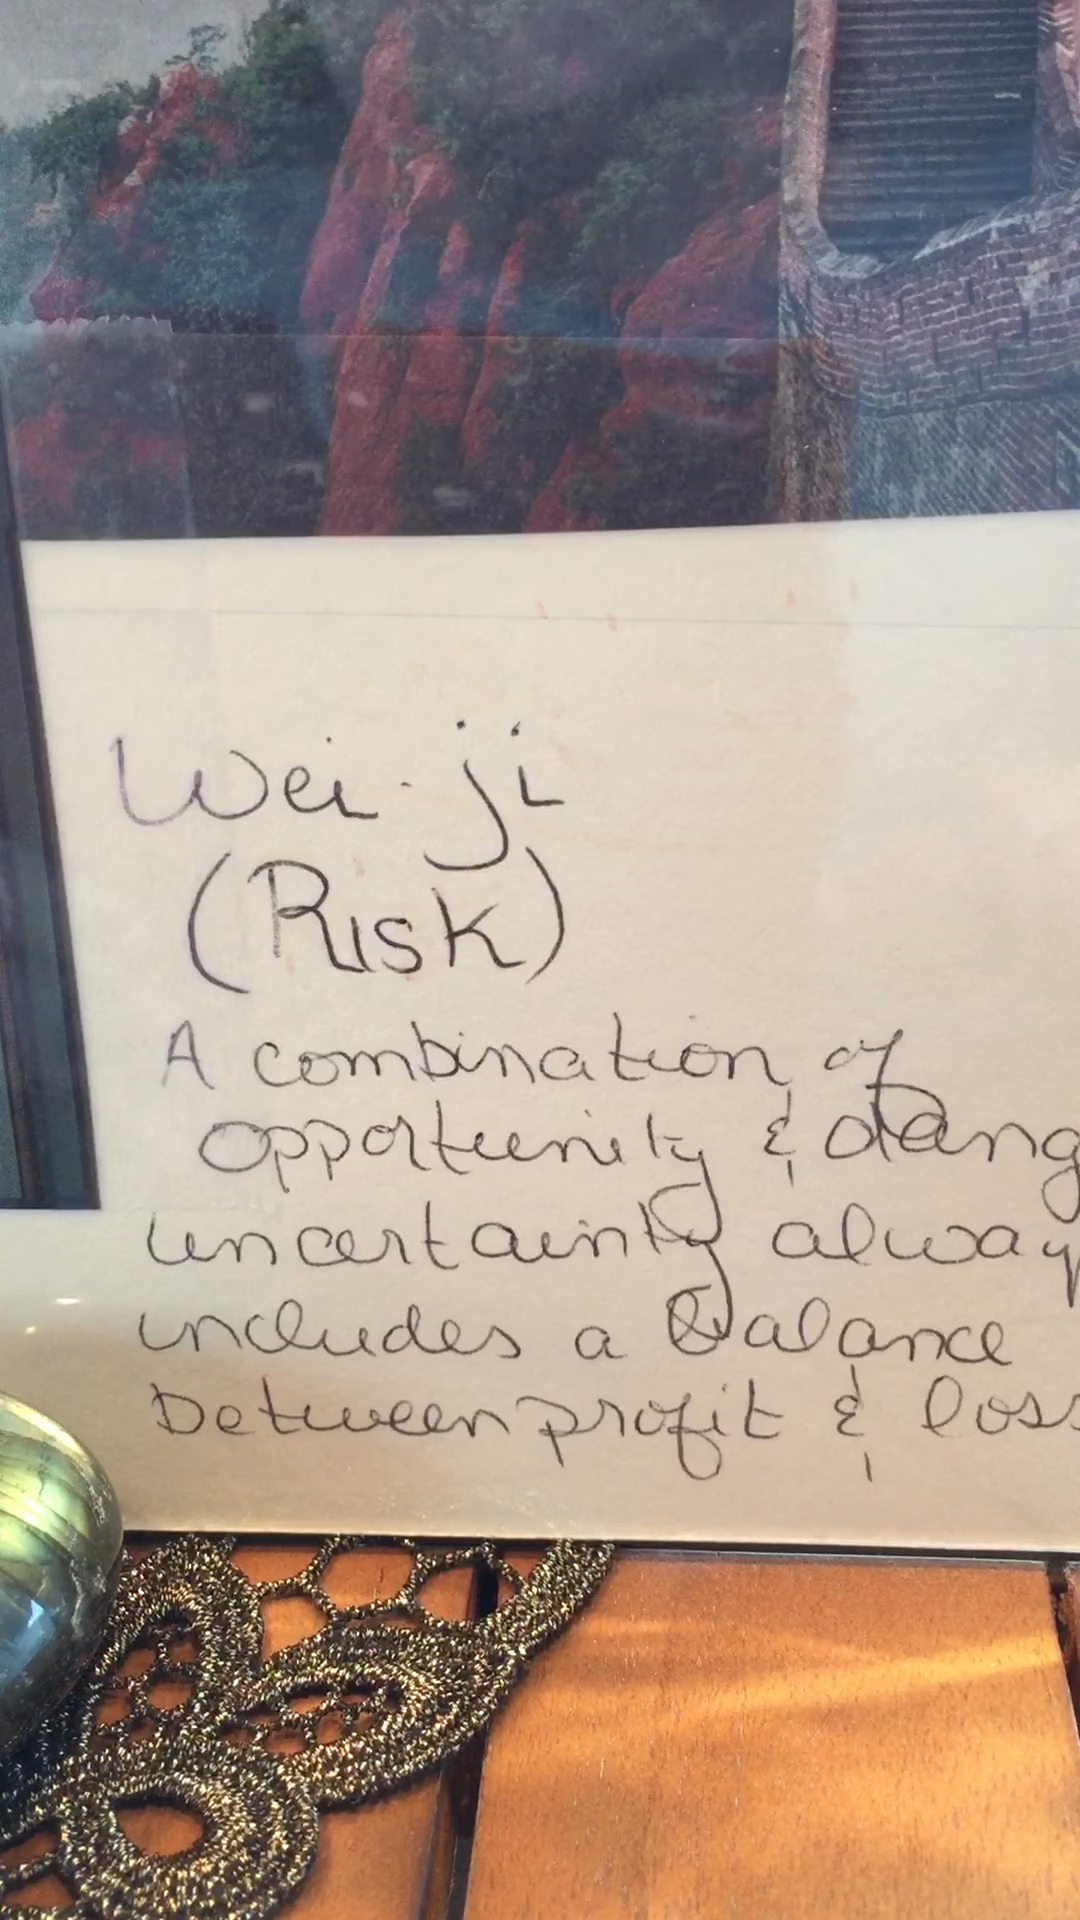 Wei-ji
(Risk)
A combination of
opportunity & dang
uncertainty always
includes a balance
between profit & loss